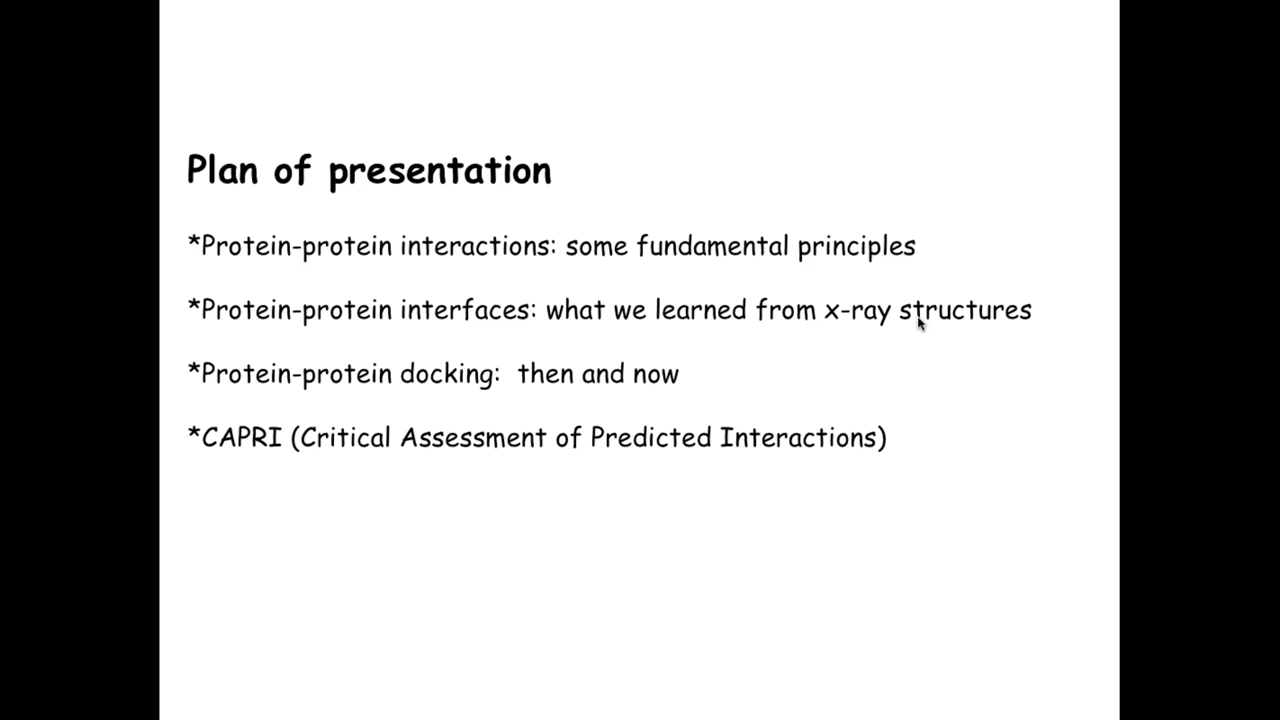 Plan of presentation
*Protein-protein interactions: some fundamental principles
*Protein-protein interfaces: what we learned from x-ray structures
*Protein-protein docking:  then and now
*CAPRI (Critical Assessment of Predicted Interactions)